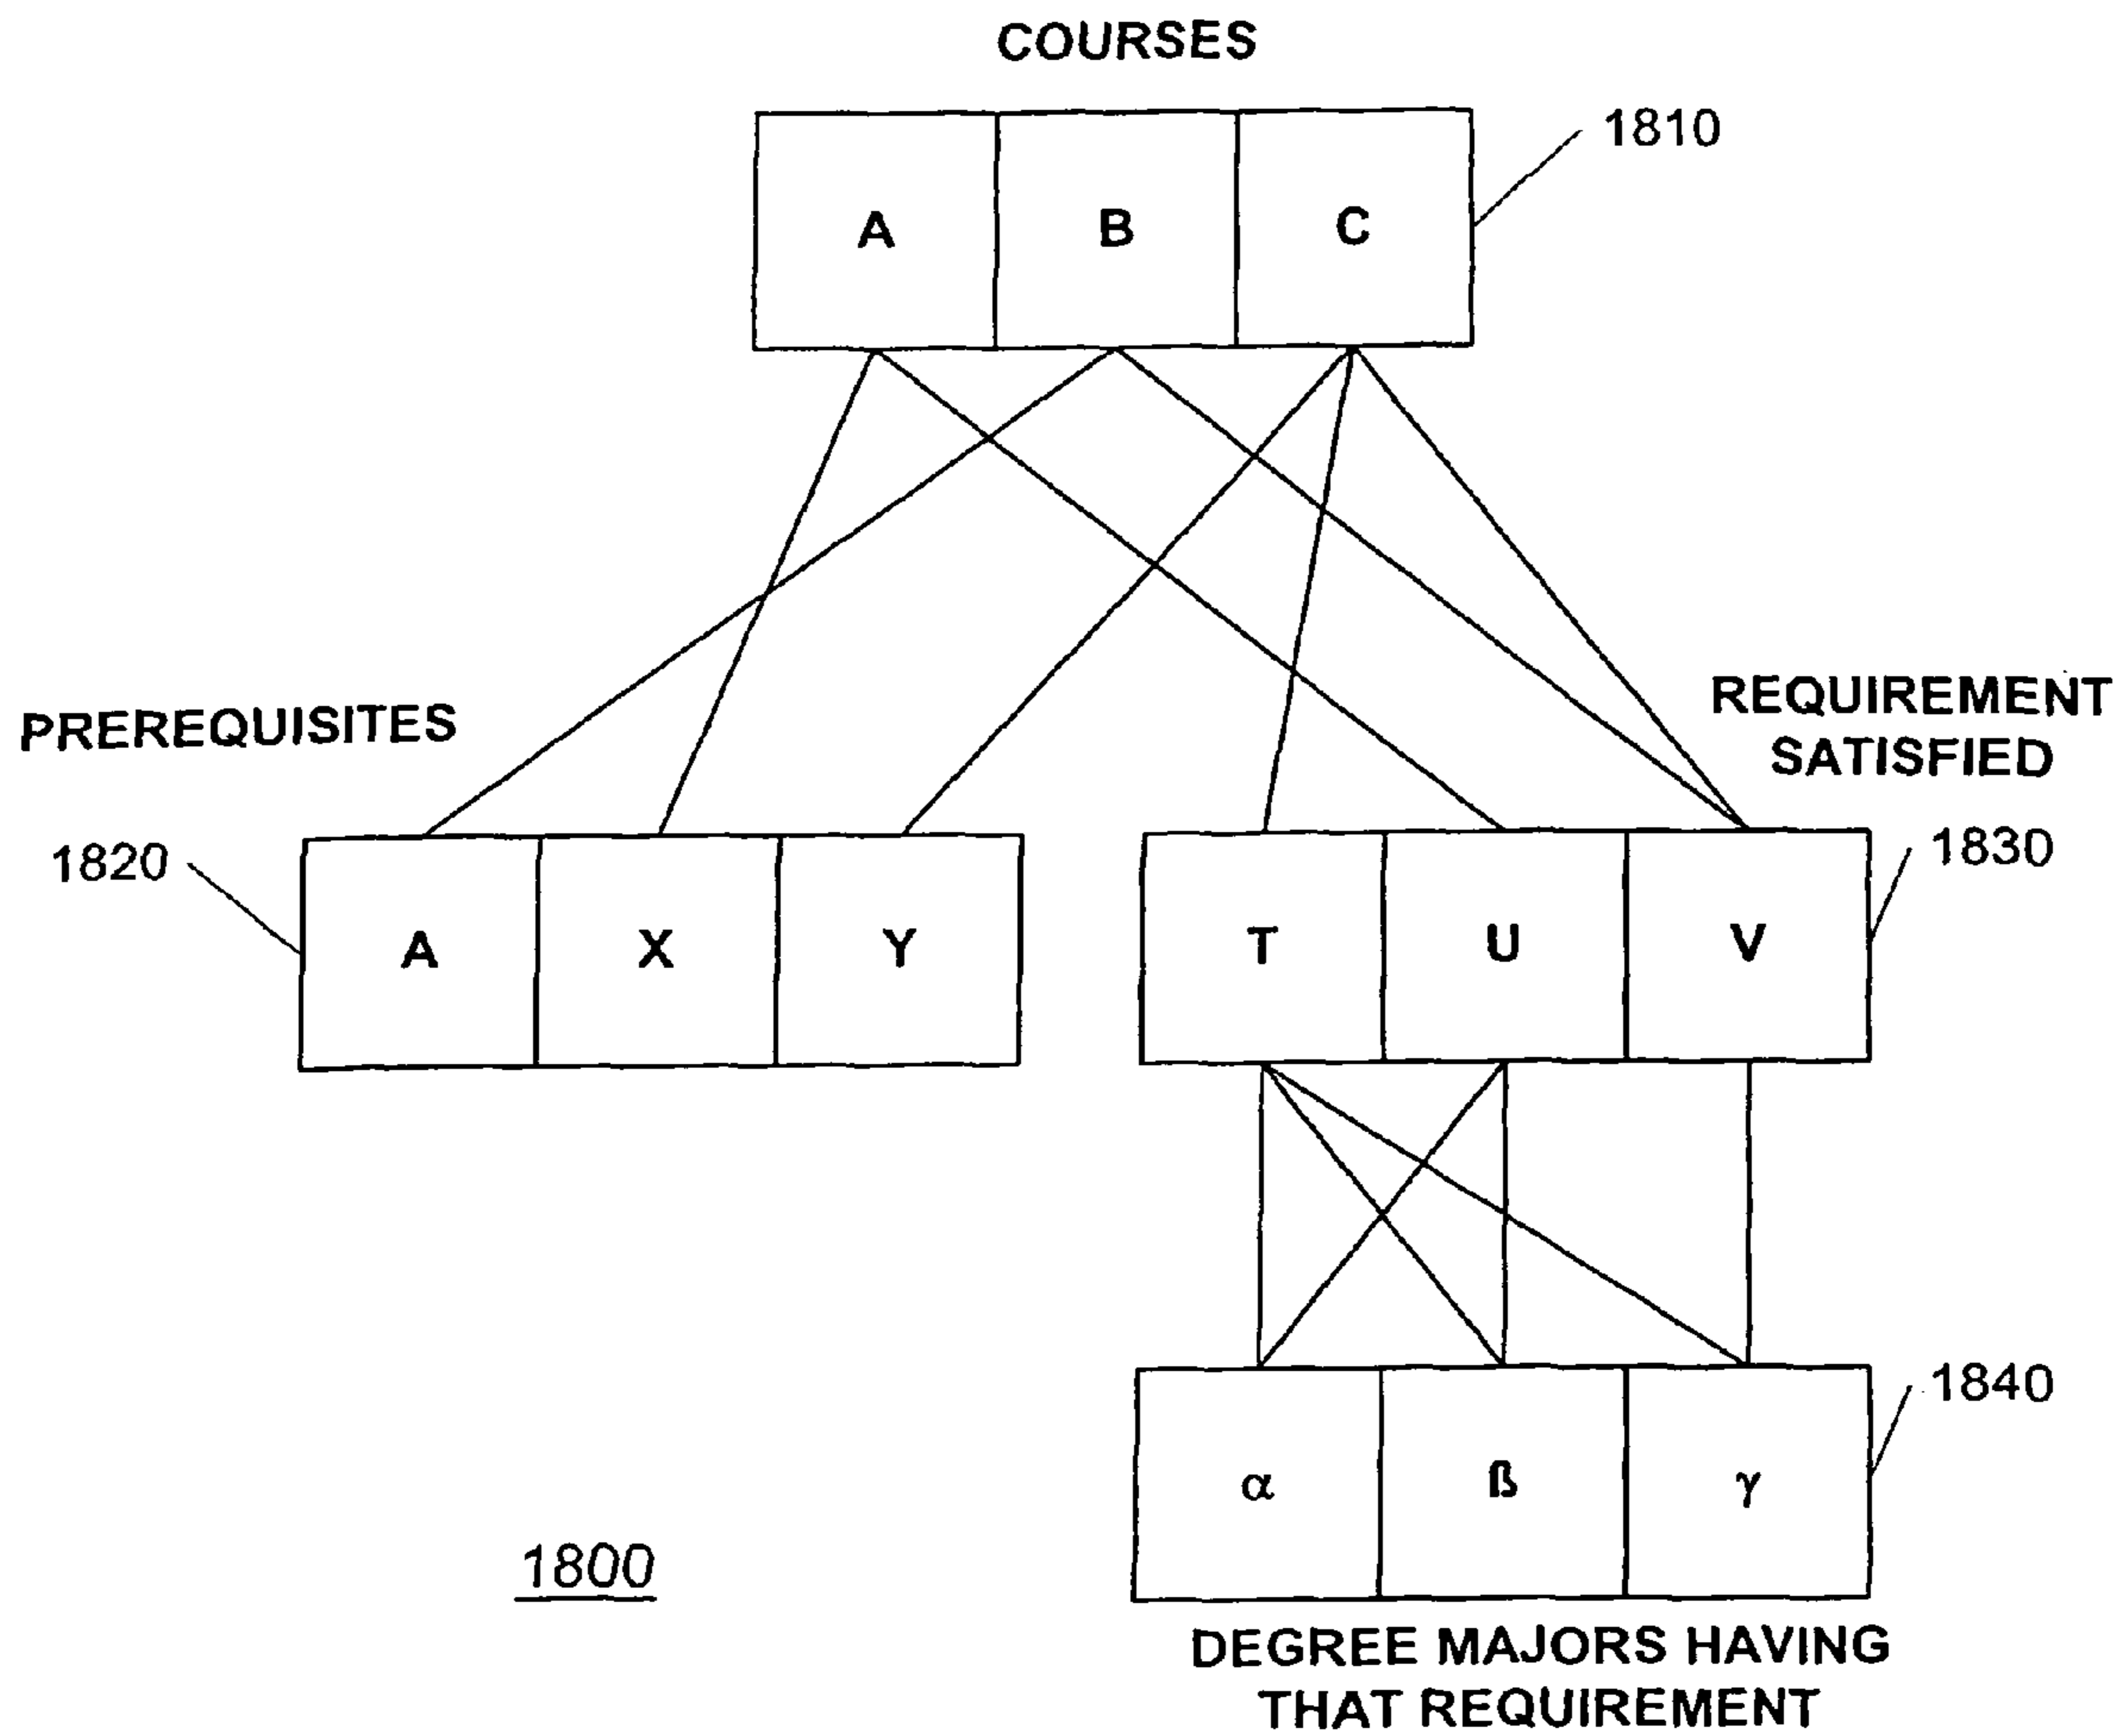 COURSES
1810
A B C
PREREQUISITES
REQUIREMENT
SATISFIED
1820
1830
A X Y
T U V
1840
α ß γ
1800
DEGREE MAJORS HAVING
THAT REQUIREMENT